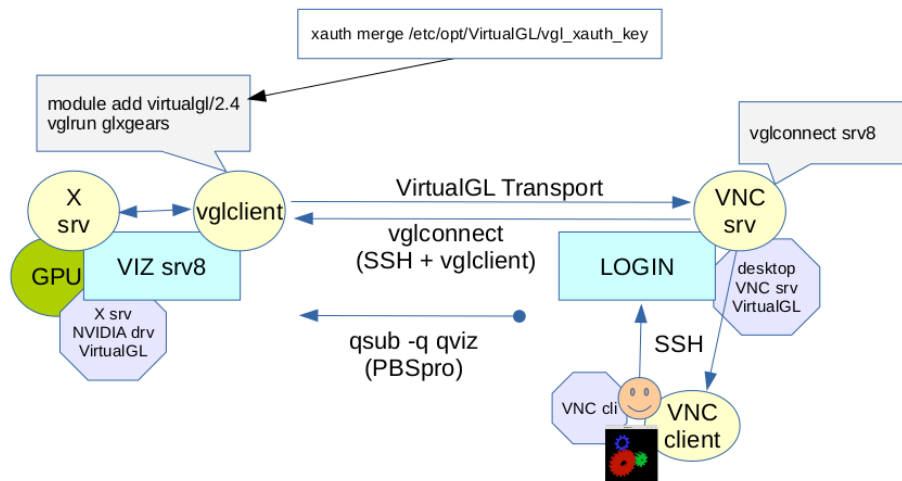 xauth merge /etc/opt/VirtualGL/vgl_xauth_key
module add virtualgl/2.4
vglrun glxgears
vglconnect srv8
X
srv
vglclient
VirtualGL Transport
VNC
srv
vglconnect
(SSH + vglclient)
GPU
VIZ srv8
LOGIN
desktop
VNC srv
VirtualGL
X srv
NVIDIA drv
VirtualGL
qsub -q qviz
(PBSpro)
SSH
VNC cli
VNC
client